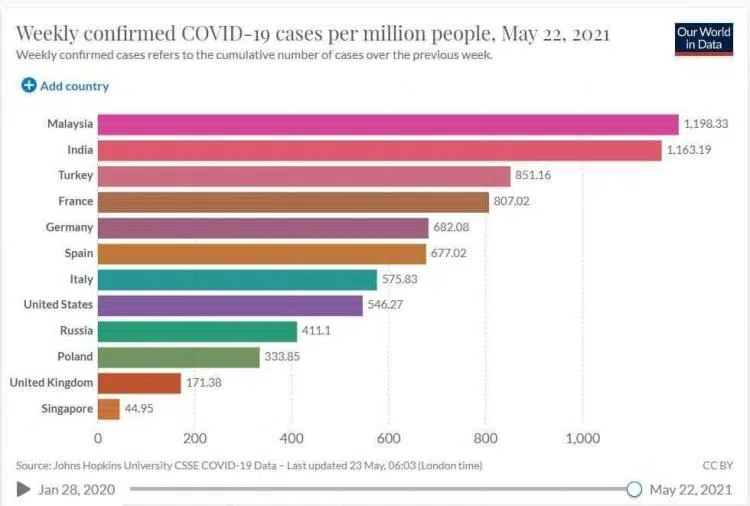 Weekly confirmed COVID-19 cases per million people, May 22, 2021
Our World
in Data
Weekly confirmed cases refers to the cumulative number of cases over the previous week.
Add country
Malaysia 1,198.33
India 1,163.19
Turkey 851.16
France 807.02
Germany 682.08
Spain 677.02
Italy 575.83
United States 546.27
Russia 411.1
Poland 333.85
United Kingdom 171.38
Singapore 44.95
0 200 400 600 800 1,000
Source: Johns Hopkins University CSSE COVID-19 Data – Last updated 23 May, 06:03 (London time) CC BY
Jan 28, 2020 May 22, 2021